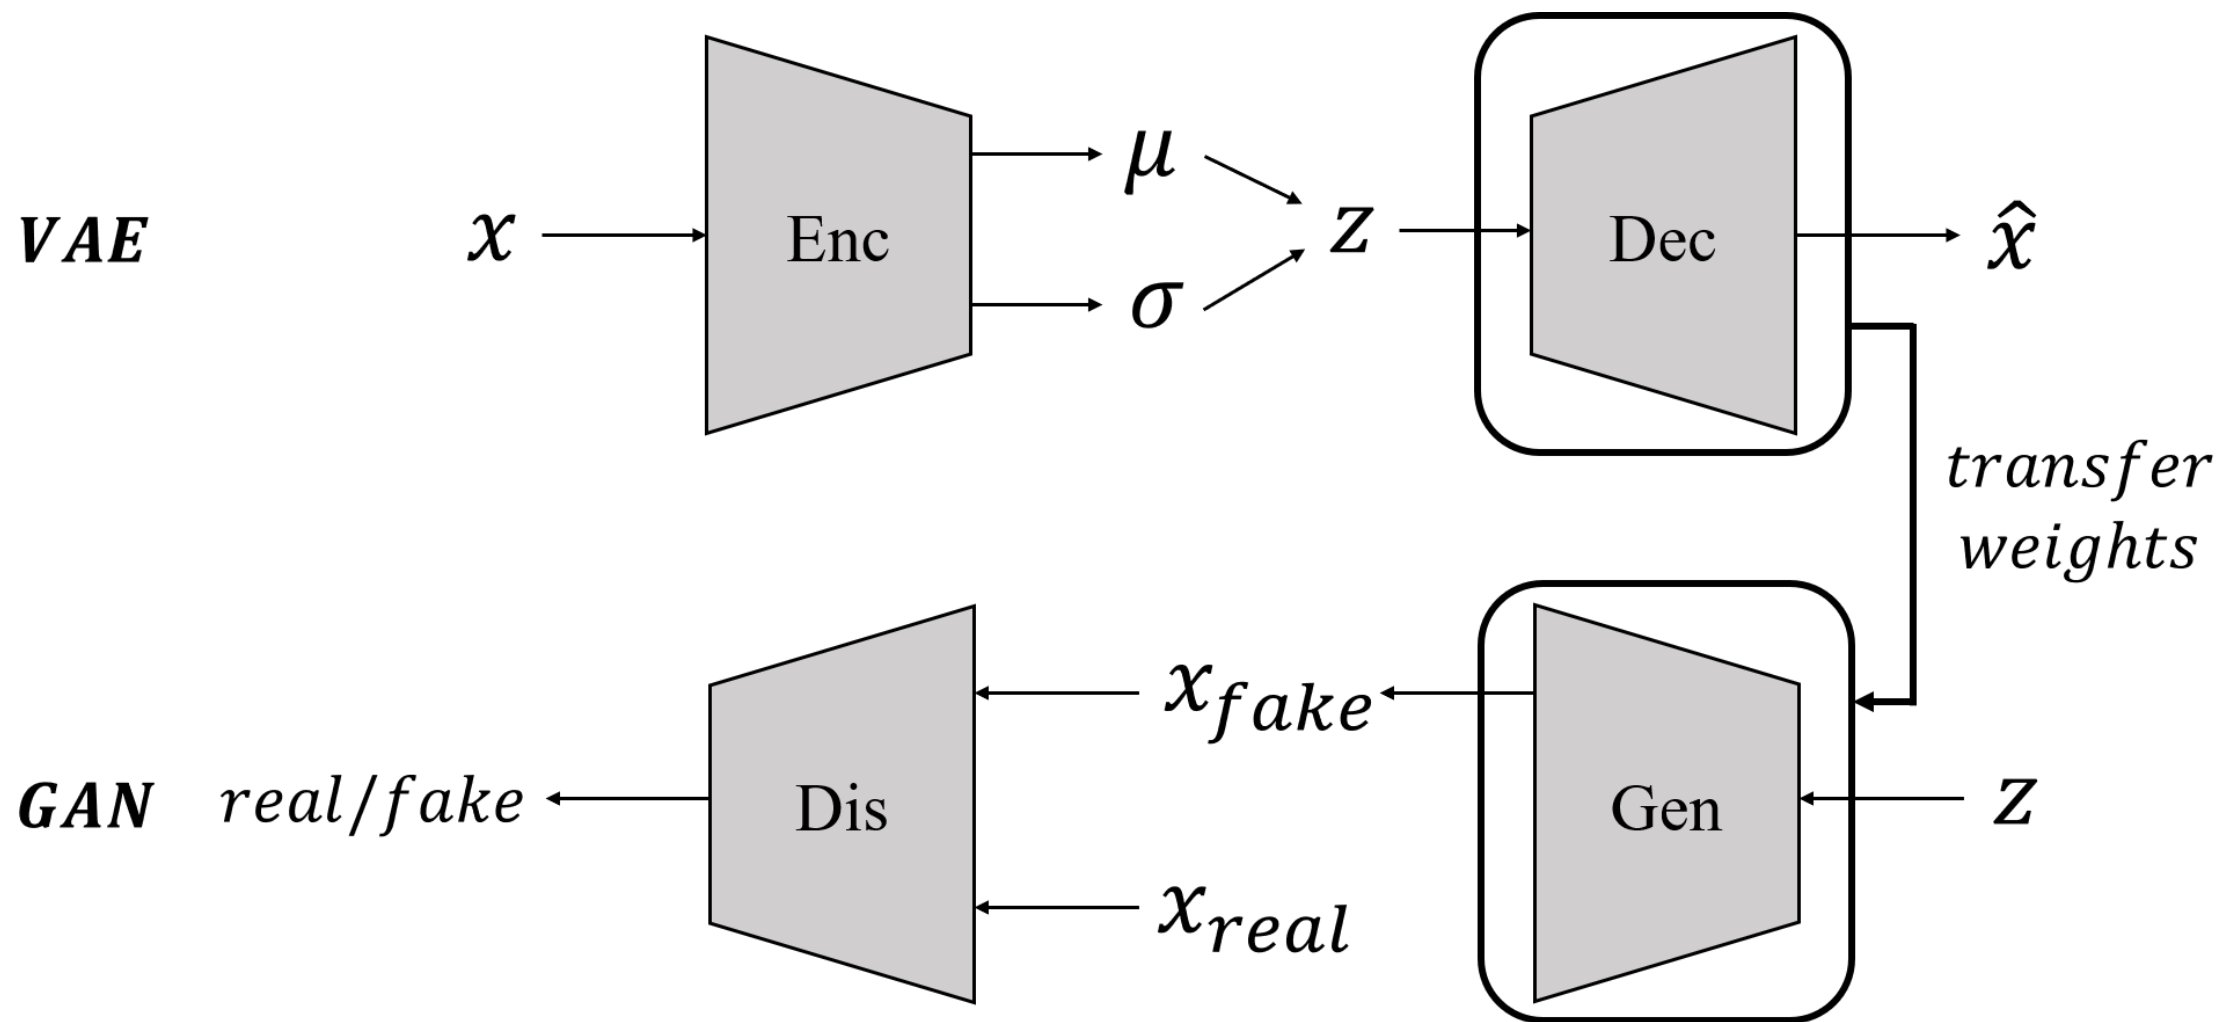 VAE
x
Enc
μ
σ
z
Dec
x̂
transfer
weights
GAN
real/fake
Dis
x_fake
x_real
Gen
z